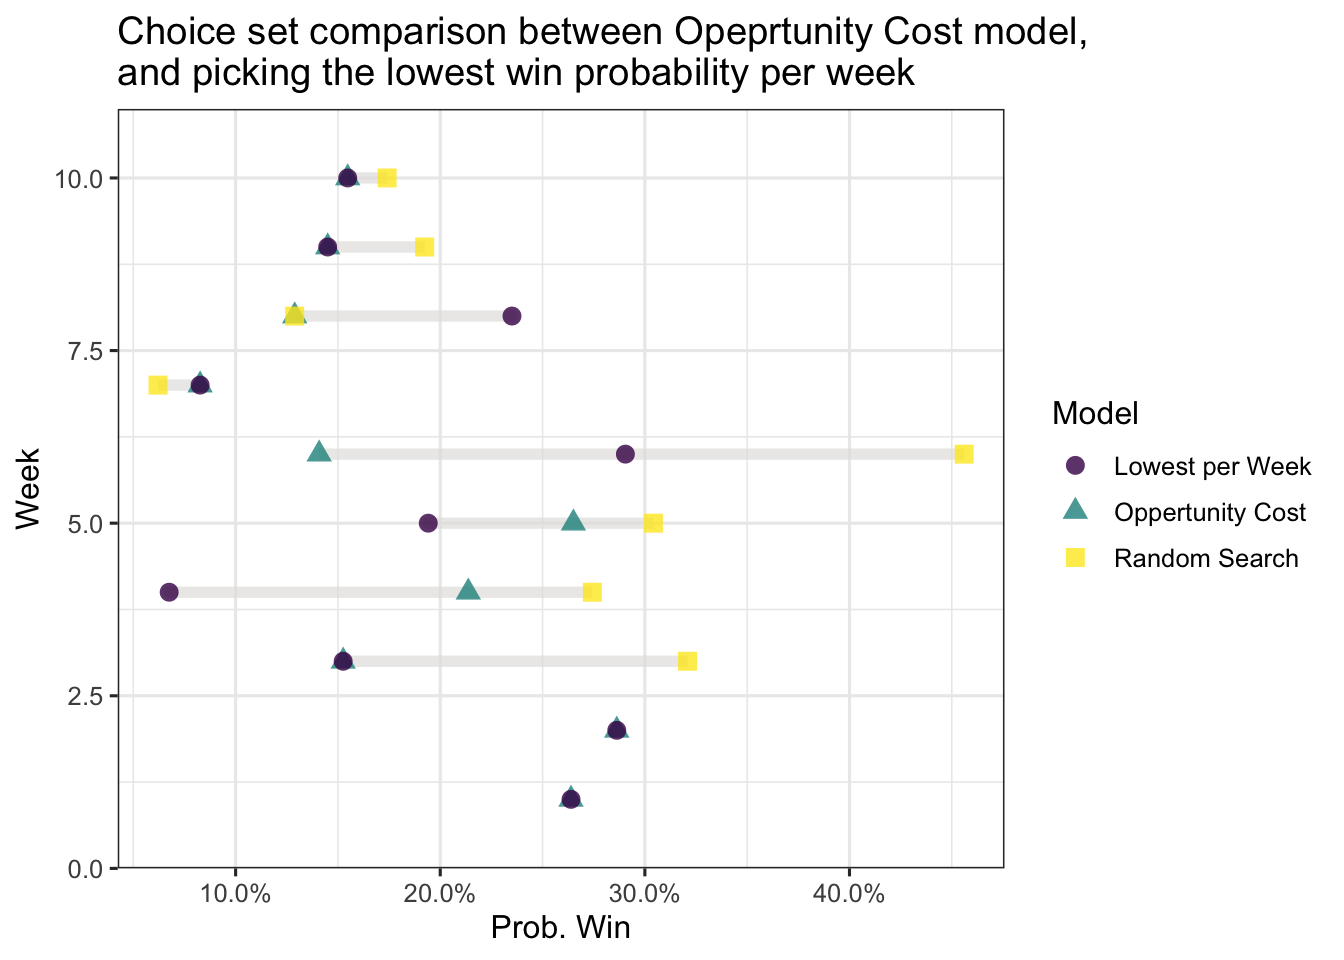 Choice set comparison between Opeprtunity Cost model,
and picking the lowest win probability per week
10.0
7.5
5.0
2.5
0.0
Week
10.0%
20.0%
30.0%
40.0%
Prob. Win
Model
Lowest per Week
Oppertunity Cost
Random Search